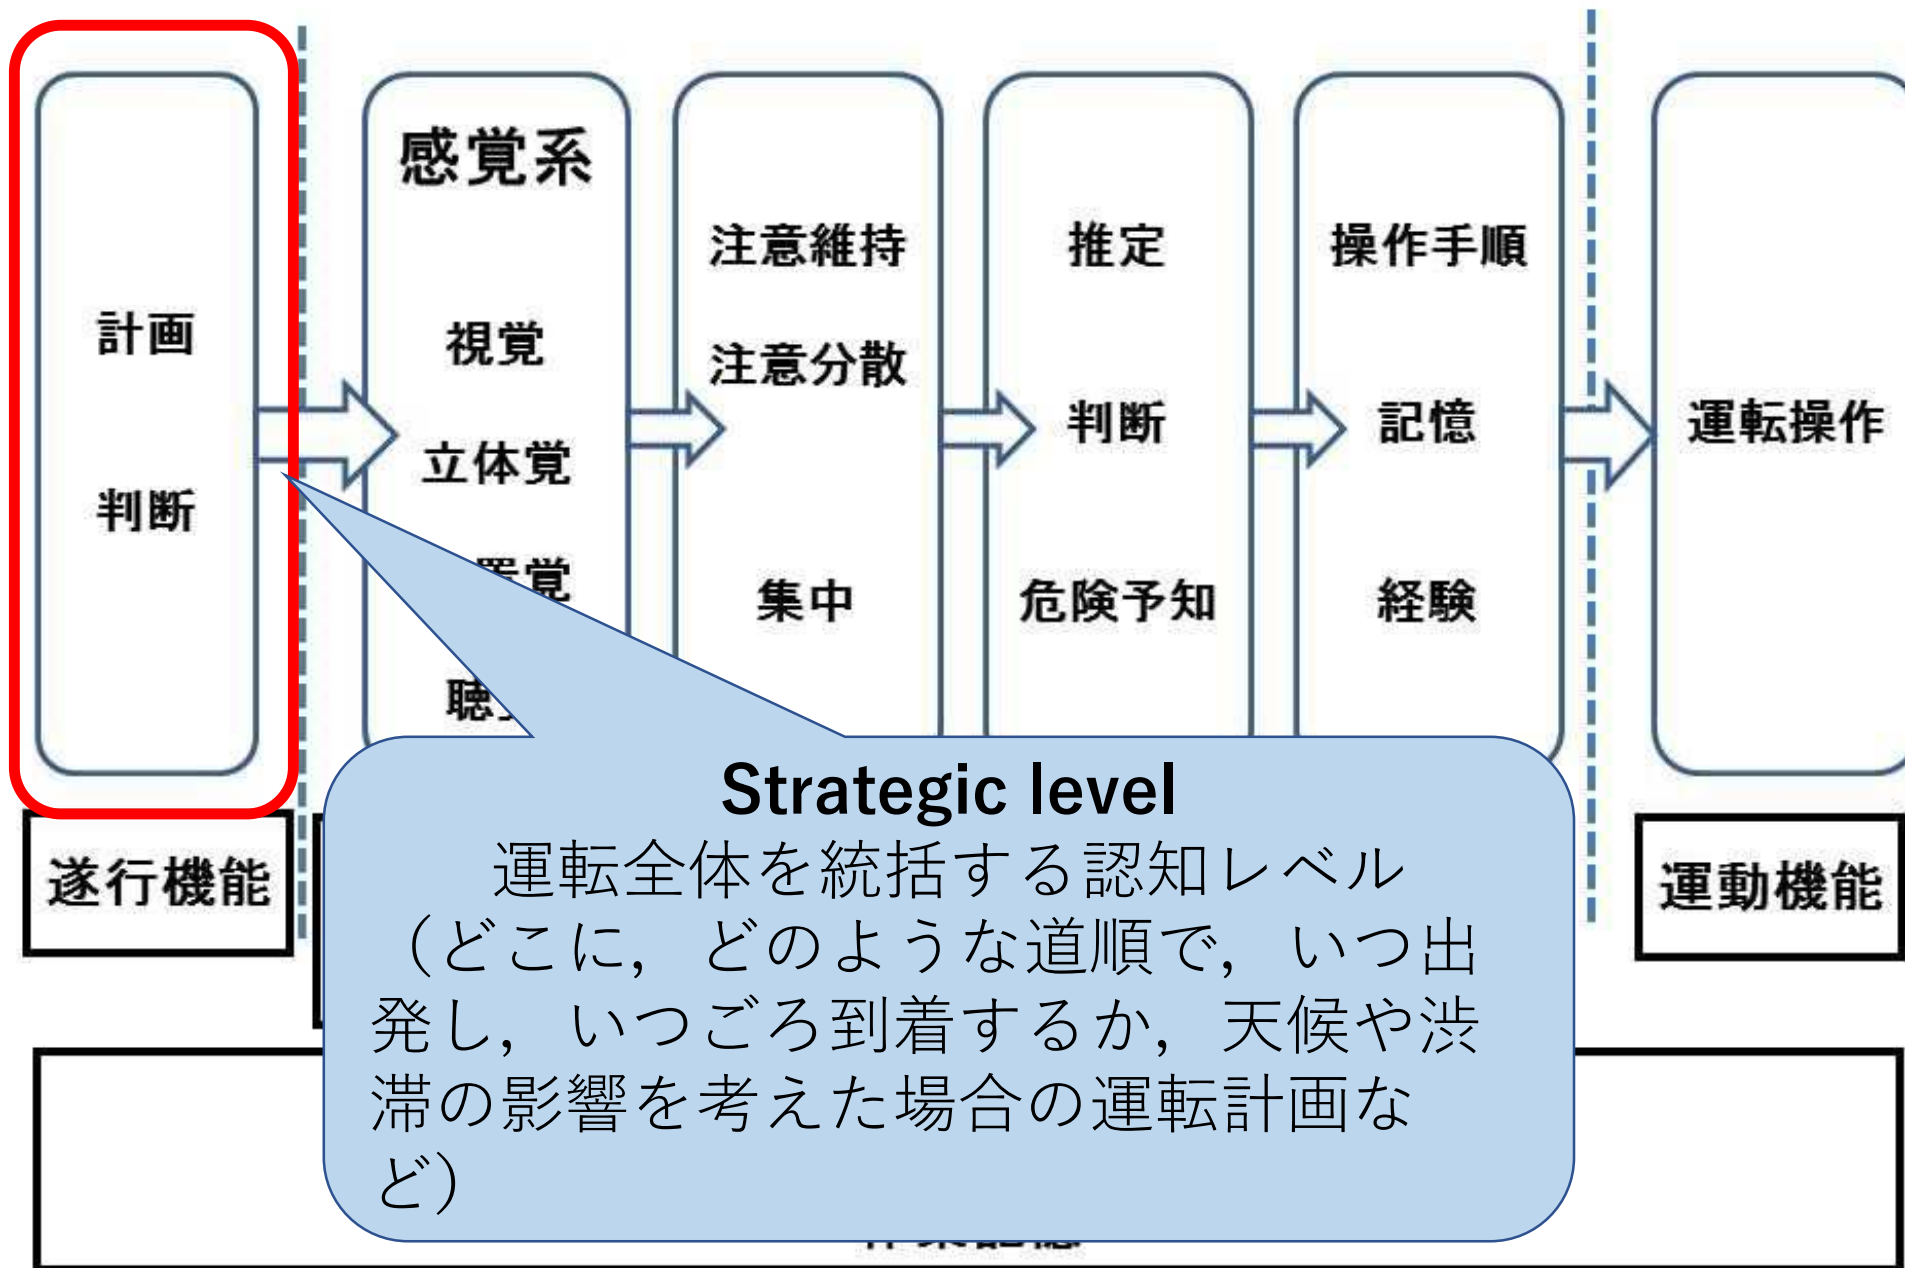 計画
判断
感覚系
視覚
立体覚
注意維持
注意分散
集中
推定
判断
危険予知
操作手順
記憶
経験
運転操作
遂行機能
運動機能
Strategic level
運転全体を統括する認知レベル
（どこに，どのような道順で，いつ出
発し，いつごろ到着するか，天候や渋
滞の影響を考えた場合の運転計画な
ど）